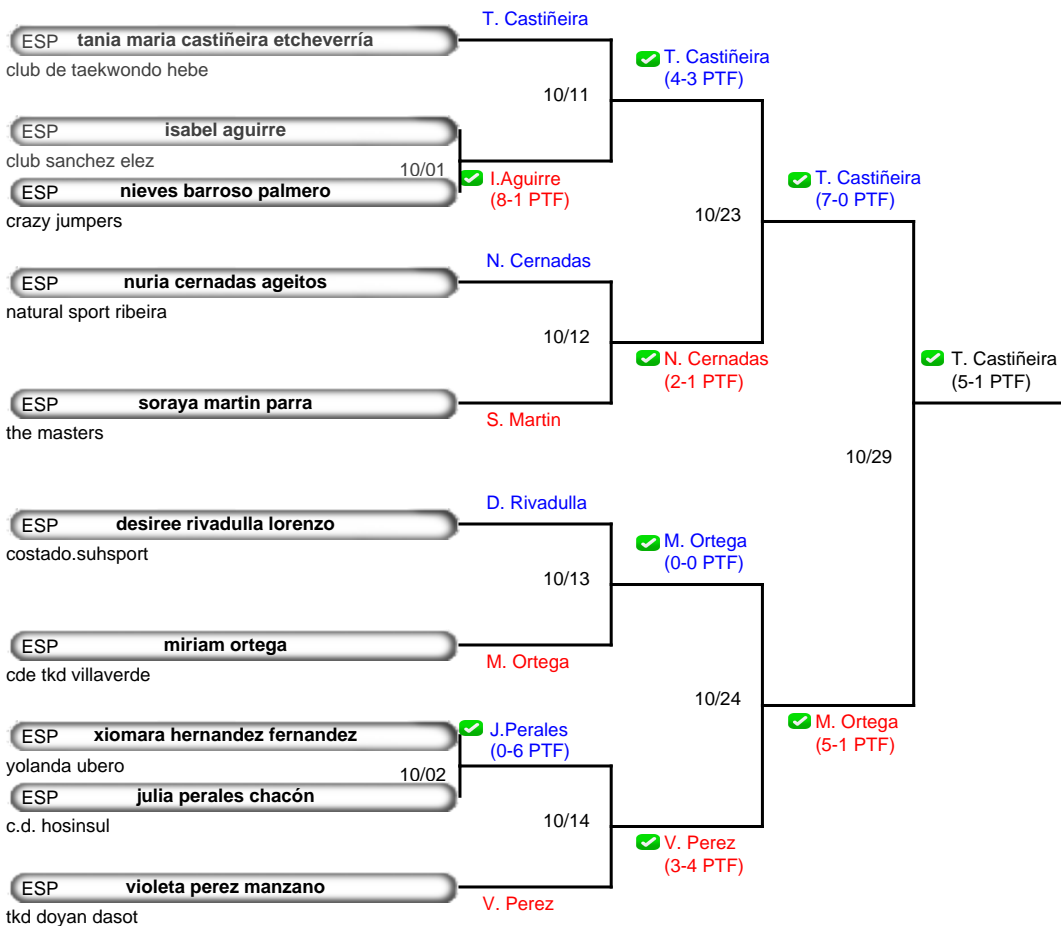 T. Castiñeira
ESP tania maria castiñeira etcheverría
club de taekwondo hebe
T. Castiñeira
(4-3 PTF)
10/11
ESP isabel aguirre
club sanchez elez
10/01
I.Aguirre
(8-1 PTF)
ESP nieves barroso palmero
crazy jumpers
T. Castiñeira
(7-0 PTF)
10/23
N. Cernadas
ESP nuria cernadas ageitos
natural sport ribeira
10/12
N. Cernadas
(2-1 PTF)
T. Castiñeira
(5-1 PTF)
ESP soraya martin parra
the masters
S. Martin
10/29
D. Rivadulla
ESP desiree rivadulla lorenzo
costado.suhsport
M. Ortega
(0-0 PTF)
10/13
ESP miriam ortega
cde tkd villaverde
M. Ortega
10/24
M. Ortega
(5-1 PTF)
ESP xiomara hernandez fernandez
yolanda ubero
J.Perales
(0-6 PTF)
10/02
ESP julia perales chacón
c.d. hosinsul
10/14
V. Perez
(3-4 PTF)
ESP violeta perez manzano
tkd doyan dasot
V. Perez